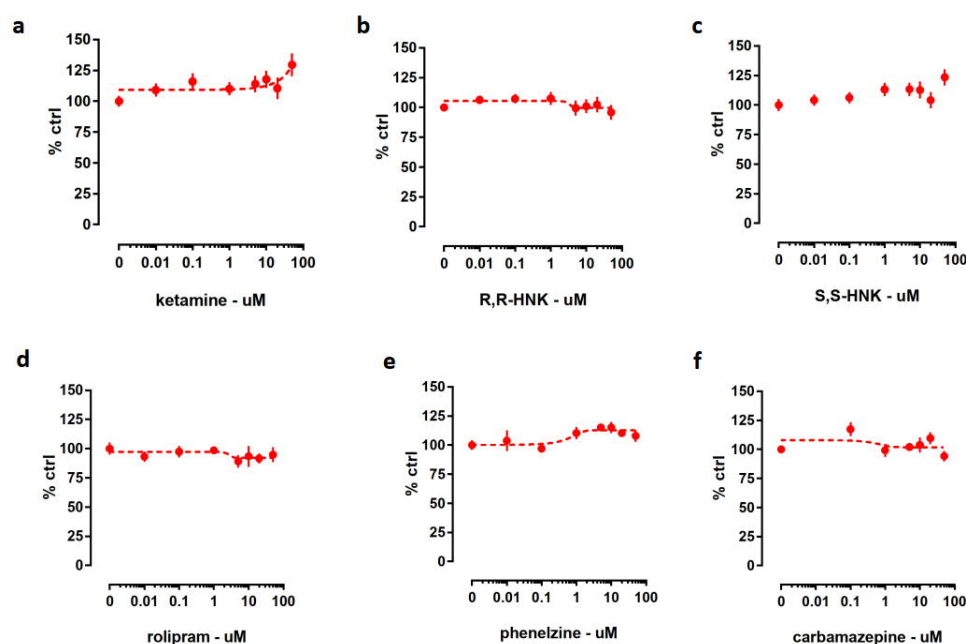 a
150
125
100
75
50
25
0
% ctrl
0 0.01 0.1 1 10 100
ketamine - uM
b
150
125
100
75
50
25
0
% ctrl
0 0.01 0.1 1 10 100
R,R-HNK - uM
c
150
125
100
75
50
25
0
% ctrl
0 0.01 0.1 1 10 100
S,S-HNK - uM
d
150
125
100
75
50
25
0
% ctrl
0 0.01 0.1 1 10 100
rolipram - uM
e
150
125
100
75
50
25
0
% ctrl
0 0.01 0.1 1 10 100
phenelzine - uM
f
150
125
100
75
50
25
0
% ctrl
0 0.01 0.1 1 10 100
carbamazepine - uM